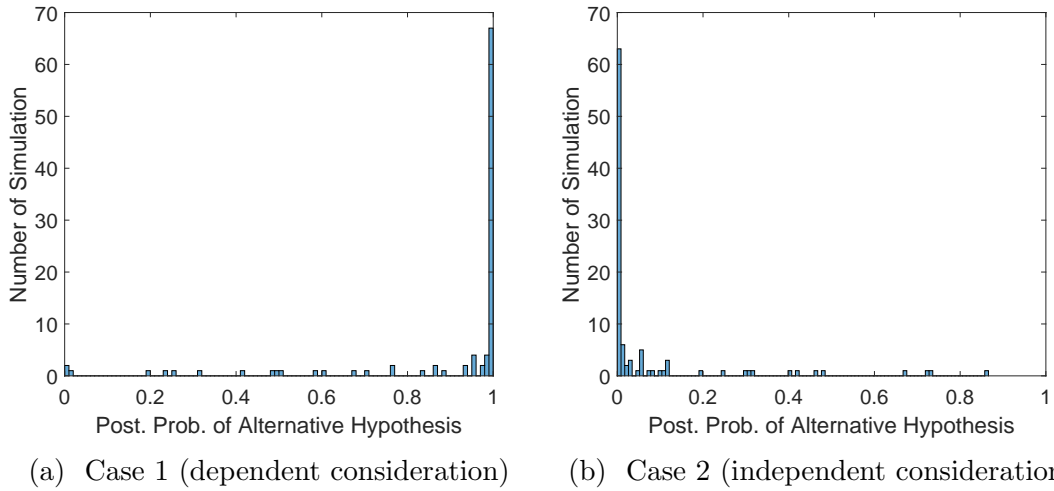 70
60
50
40
30
20
10
0
Number of Simulation
0 0.2 0.4 0.6 0.8 1
Post. Prob. of Alternative Hypothesis
(a) Case 1 (dependent consideration)
70
60
50
40
30
20
10
0
Number of Simulation
0 0.2 0.4 0.6 0.8 1
Post. Prob. of Alternative Hypothesis
(b) Case 2 (independent consideration